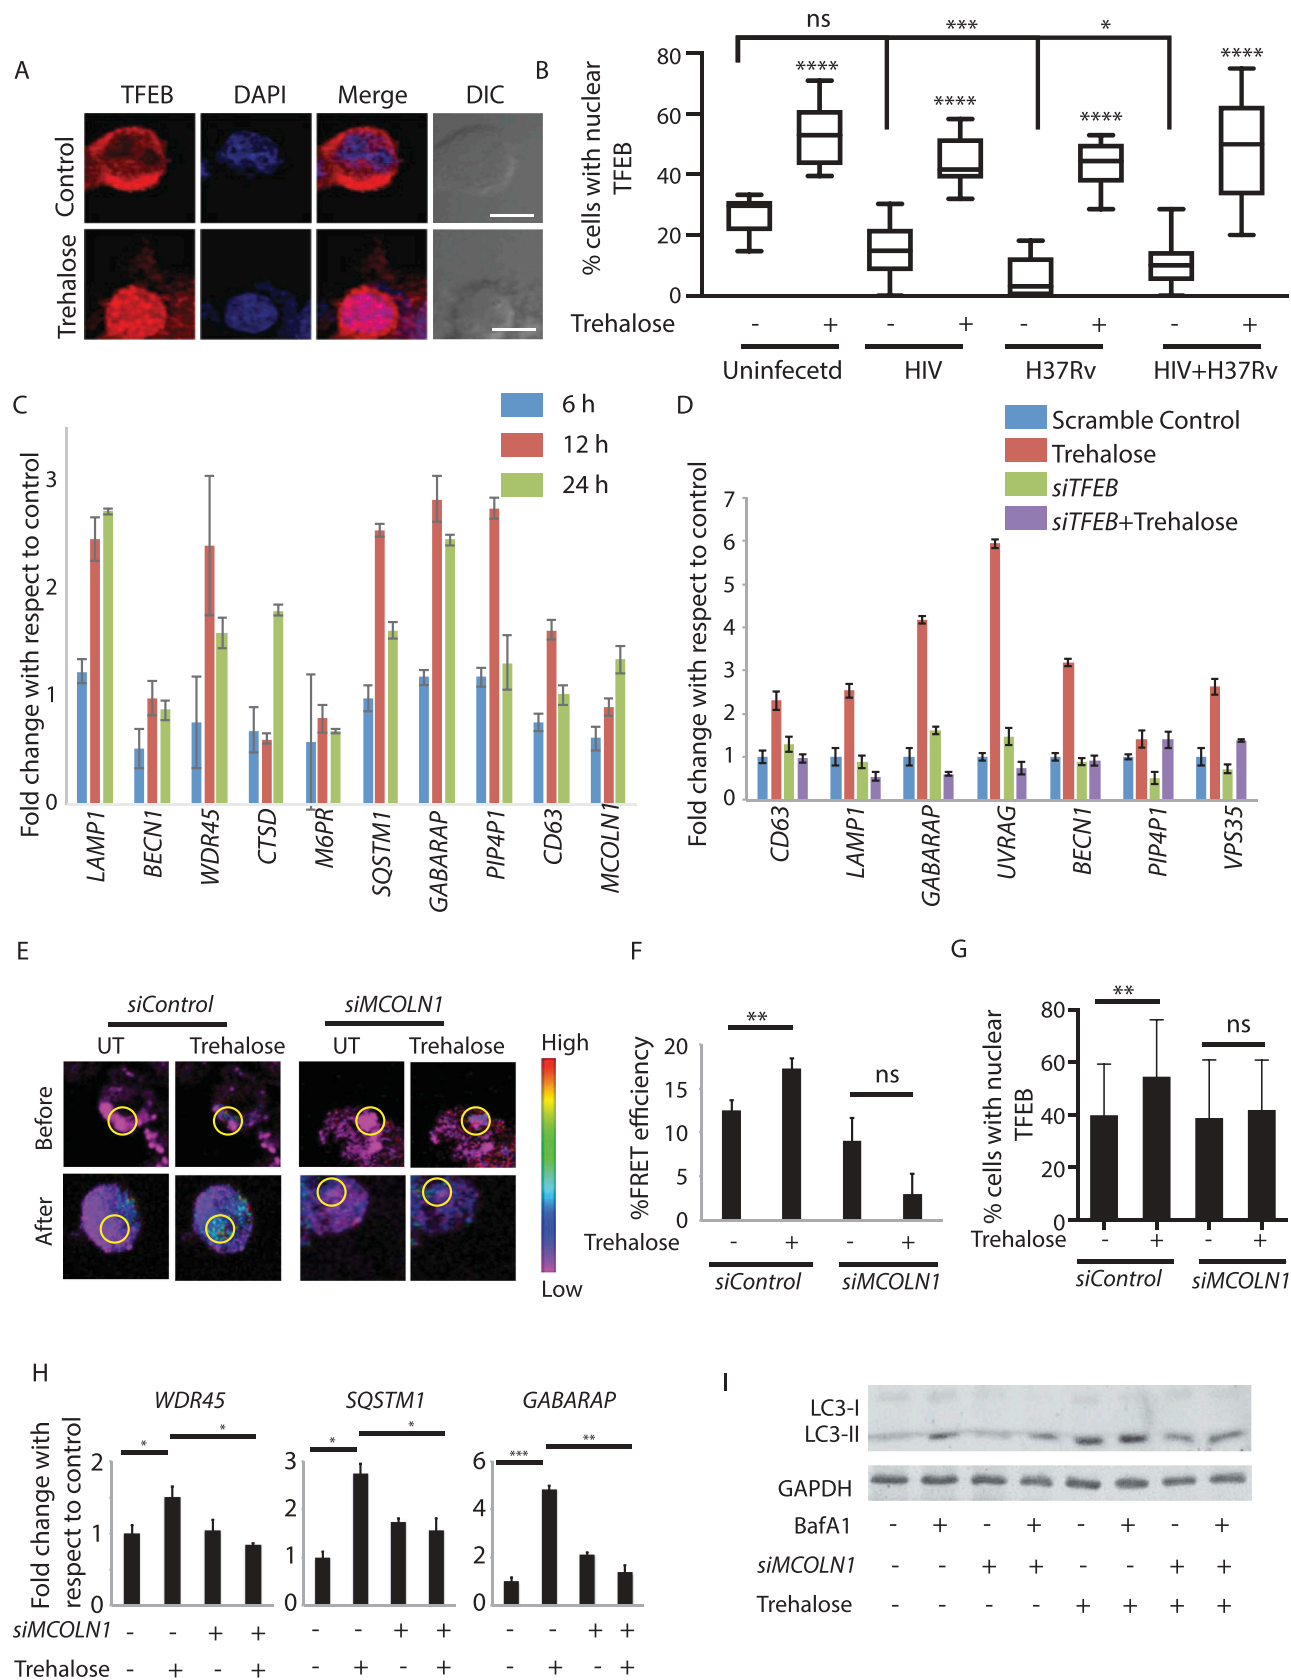 A
TFEB DAPI Merge DIC
Control
Trehalose
B
ns *** *
**** **** **** ****
% cells with nuclear
TFEB
80
60
40
20
0
Trehalose - + - + - + - +
Uninfecetd HIV H37Rv HIV+H37Rv
C
6 h
12 h
24 h
Fold change with respect to control
3
2
1
0
LAMP1 BECN1 WDR45 CTSD M6PR SQSTM1 GABARAP PIP4P1 CD63 MCOLN1
D
Scramble Control
Trehalose
siTFEB
siTFEB+Trehalose
Fold change with respect to control
7
6
5
4
3
2
1
0
CD63 LAMP1 GABARAP UVRAG BECN1 PIP4P1 VPS35
E
siControl siMCOLN1
UT Trehalose UT Trehalose
Before
After
High
Low
F
** ns
%FRET efficiency
20
15
10
5
0
Trehalose - + - +
siControl siMCOLN1
G
** ns
% cells with nuclear
TFEB
80
60
40
20
0
Trehalose - + - +
siControl siMCOLN1
H
WDR45 SQSTM1 GABARAP
* * * * *** **
Fold change with
respect to control
2
1
0
3
2
1
0
6
4
2
0
siMCOLN1 - - + + - - + + - - + +
Trehalose - + - + - + - + - + - +
I
LC3-I
LC3-II
GAPDH
BafA1 - + - + - + - +
siMCOLN1 - - + + - - + +
Trehalose - - - - + + + +